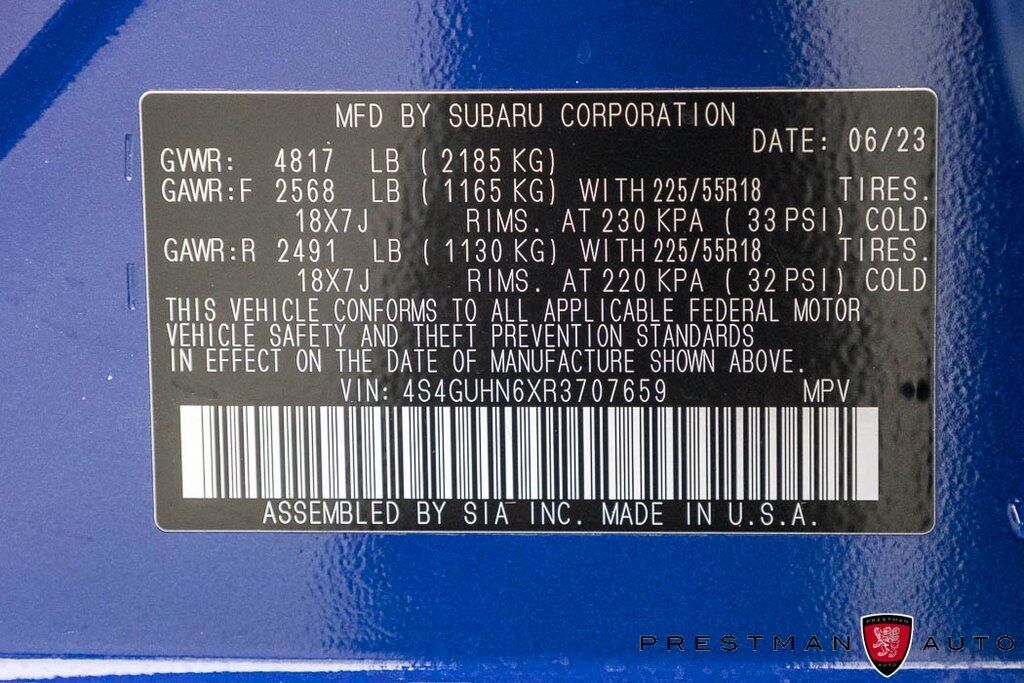 MFD BY SUBARU CORPORATION
DATE: 06/23
GVWR: 4817 LB (2185 KG)
GAWR:F 2568 LB (1165 KG) WITH 225/55R18 TIRES.
18X7J RIMS. AT 230 KPA (33 PSI) COLD
GAWR:R 2491 LB (1130 KG) WITH 225/55R18 TIRES.
18X7J RIMS. AT 220 KPA (32 PSI) COLD
THIS VEHICLE CONFORMS TO ALL APPLICABLE FEDERAL MOTOR
VEHICLE SAFETY AND THEFT PREVENTION STANDARDS
IN EFFECT ON THE DATE OF MANUFACTURE SHOWN ABOVE.
VIN: 4S4GUHN6XR3707659 MPV
ASSEMBLED BY SIA INC. MADE IN U.S.A.
PRESTMAN AUTO
PRESTMAN
AUTO